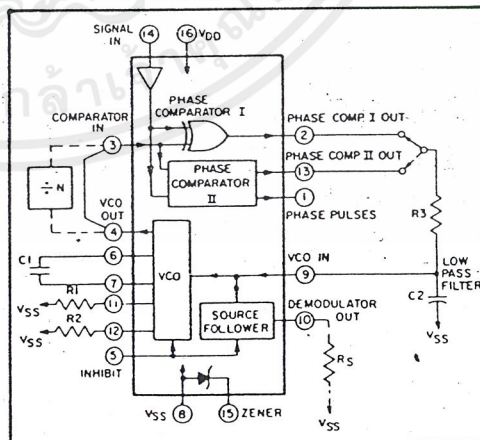 SIGNAL IN
14
16 VDD
PHASE COMPARATOR I
COMPARATOR IN
3
2
PHASE COMP. I OUT
PHASE COMP II OUT
13
PHASE COMPARATOR II
÷ N
1
PHASE PULSES
VCO OUT
4
R3
C1
6
VCO
VCO IN
9
LOW PASS FILTER
7
R1
VSS
11
SOURCE FOLLOWER
DEMODULATOR OUT
10
C2
R2
VSS
12
VSS
5
INHIBIT
RS
VSS
8
15 ZENER
VSS